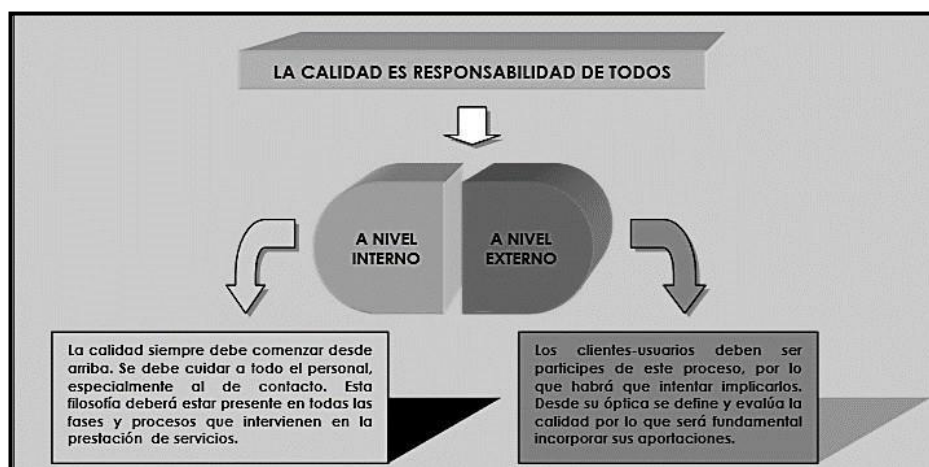 LA CALIDAD ES RESPONSABILIDAD DE TODOS
A NIVEL
INTERNO
A NIVEL
EXTERNO
La calidad siempre debe comenzar desde
arriba. Se debe cuidar a todo el personal,
especialmente al de contacto. Esta
filosofía deberá estar presente en todas las
fases y procesos que intervienen en la
prestación de servicios.
Los clientes-usuarios deben ser
participes de este proceso, por lo
que habrá que intentar implicarlos.
Desde su óptica se define y evalúa la
calidad por lo que será fundamental
incorporar sus aportaciones.